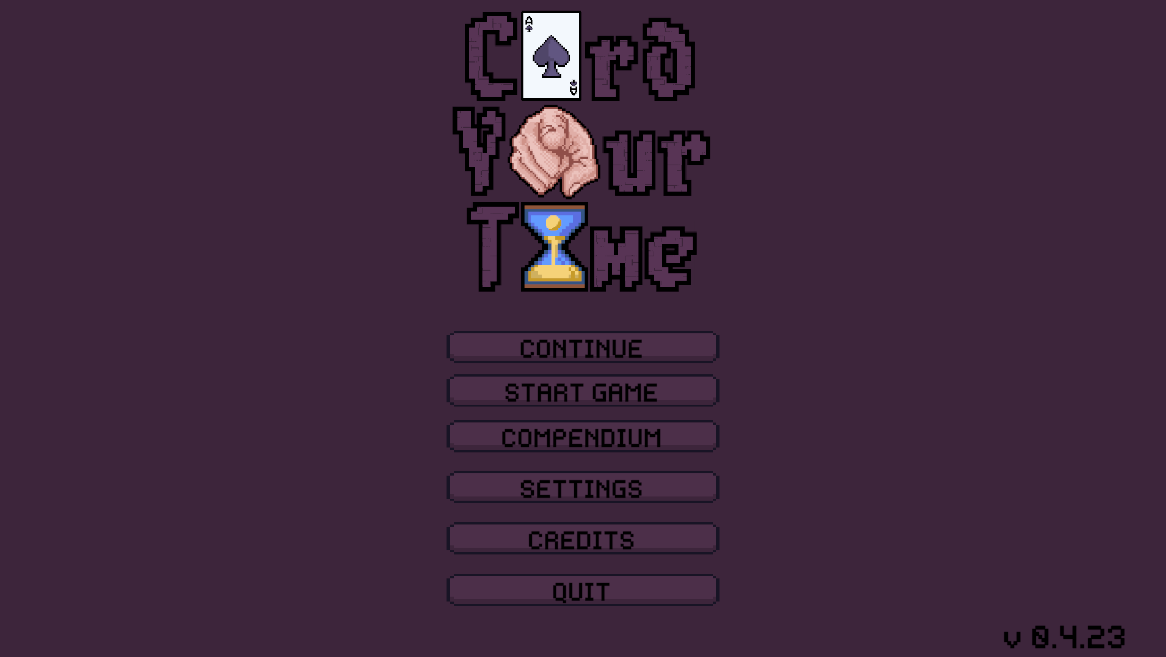 Card
A
A
Your
Time
CONTINUE
START GAME
COMPENDIUM
SETTINGS
CREDITS
QUIT
v 0.4.23